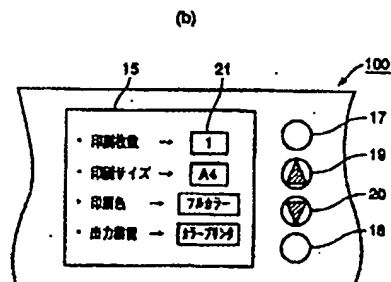 (b)
15
21
100
17
・印刷枚数 → 1
19
・印刷サイズ → A4
20
・印刷色 → フルカラー
・出力装置 → カラープリンタ
18